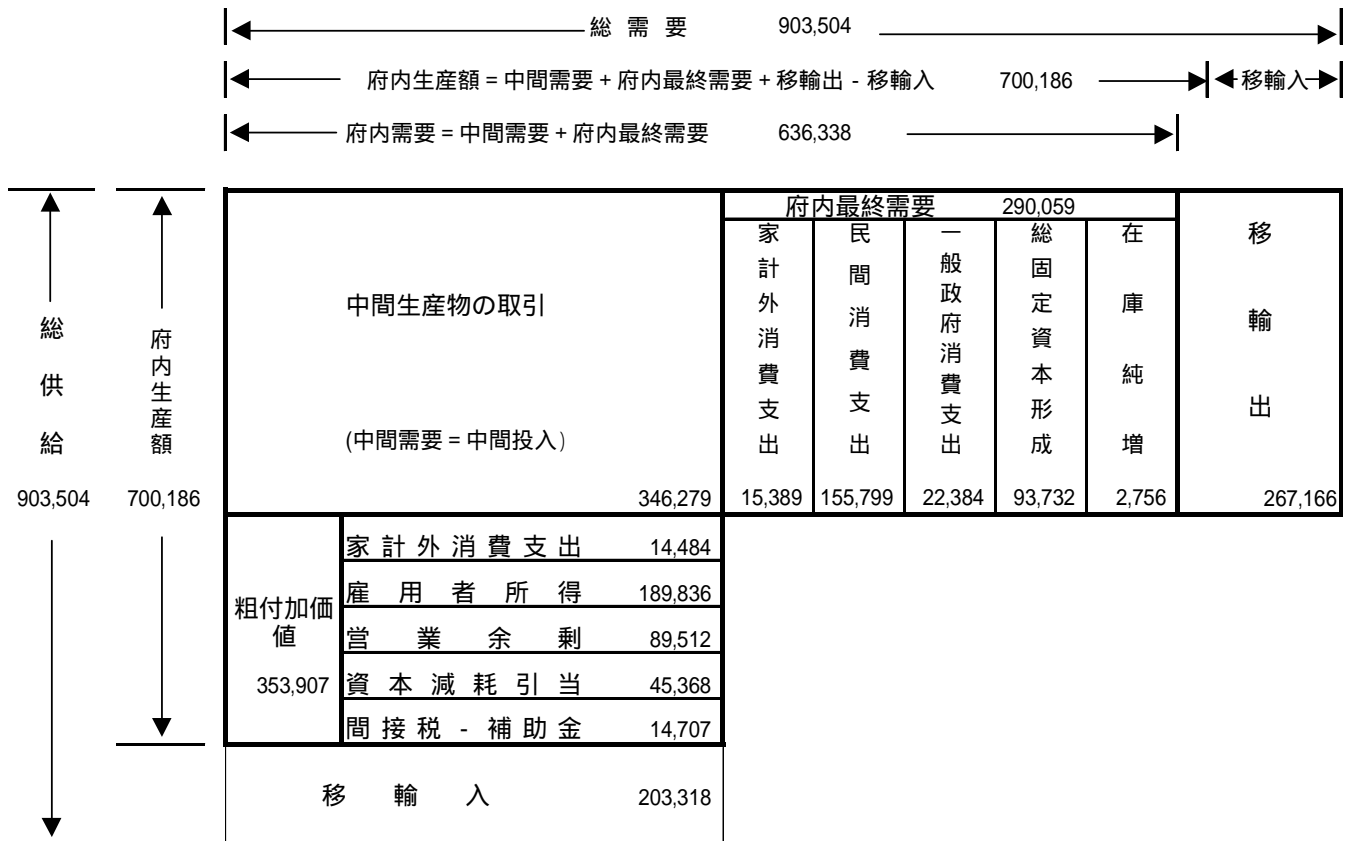 総 需 要 903,504
府内生産額 = 中間需要 + 府内最終需要 + 移輸出 - 移輸入 700,186 移輸入
府内需要 = 中間需要 + 府内最終需要 636,338
総供給
903,504
府内生産額
700,186
中間生産物の取引
(中間需要 = 中間投入)
346,279
府内最終需要 290,059
家計外消費支出
15,389
民間消費支出
155,799
一般政府消費支出
22,384
総固定資本形成
93,732
在庫純増
2,756
移輸出
267,166
粗付加価
値
353,907
家計外消費支出 14,484
雇用者所得 189,836
営業余剰 89,512
資本減耗引当 45,368
間接税 - 補助金 14,707
移輸入 203,318